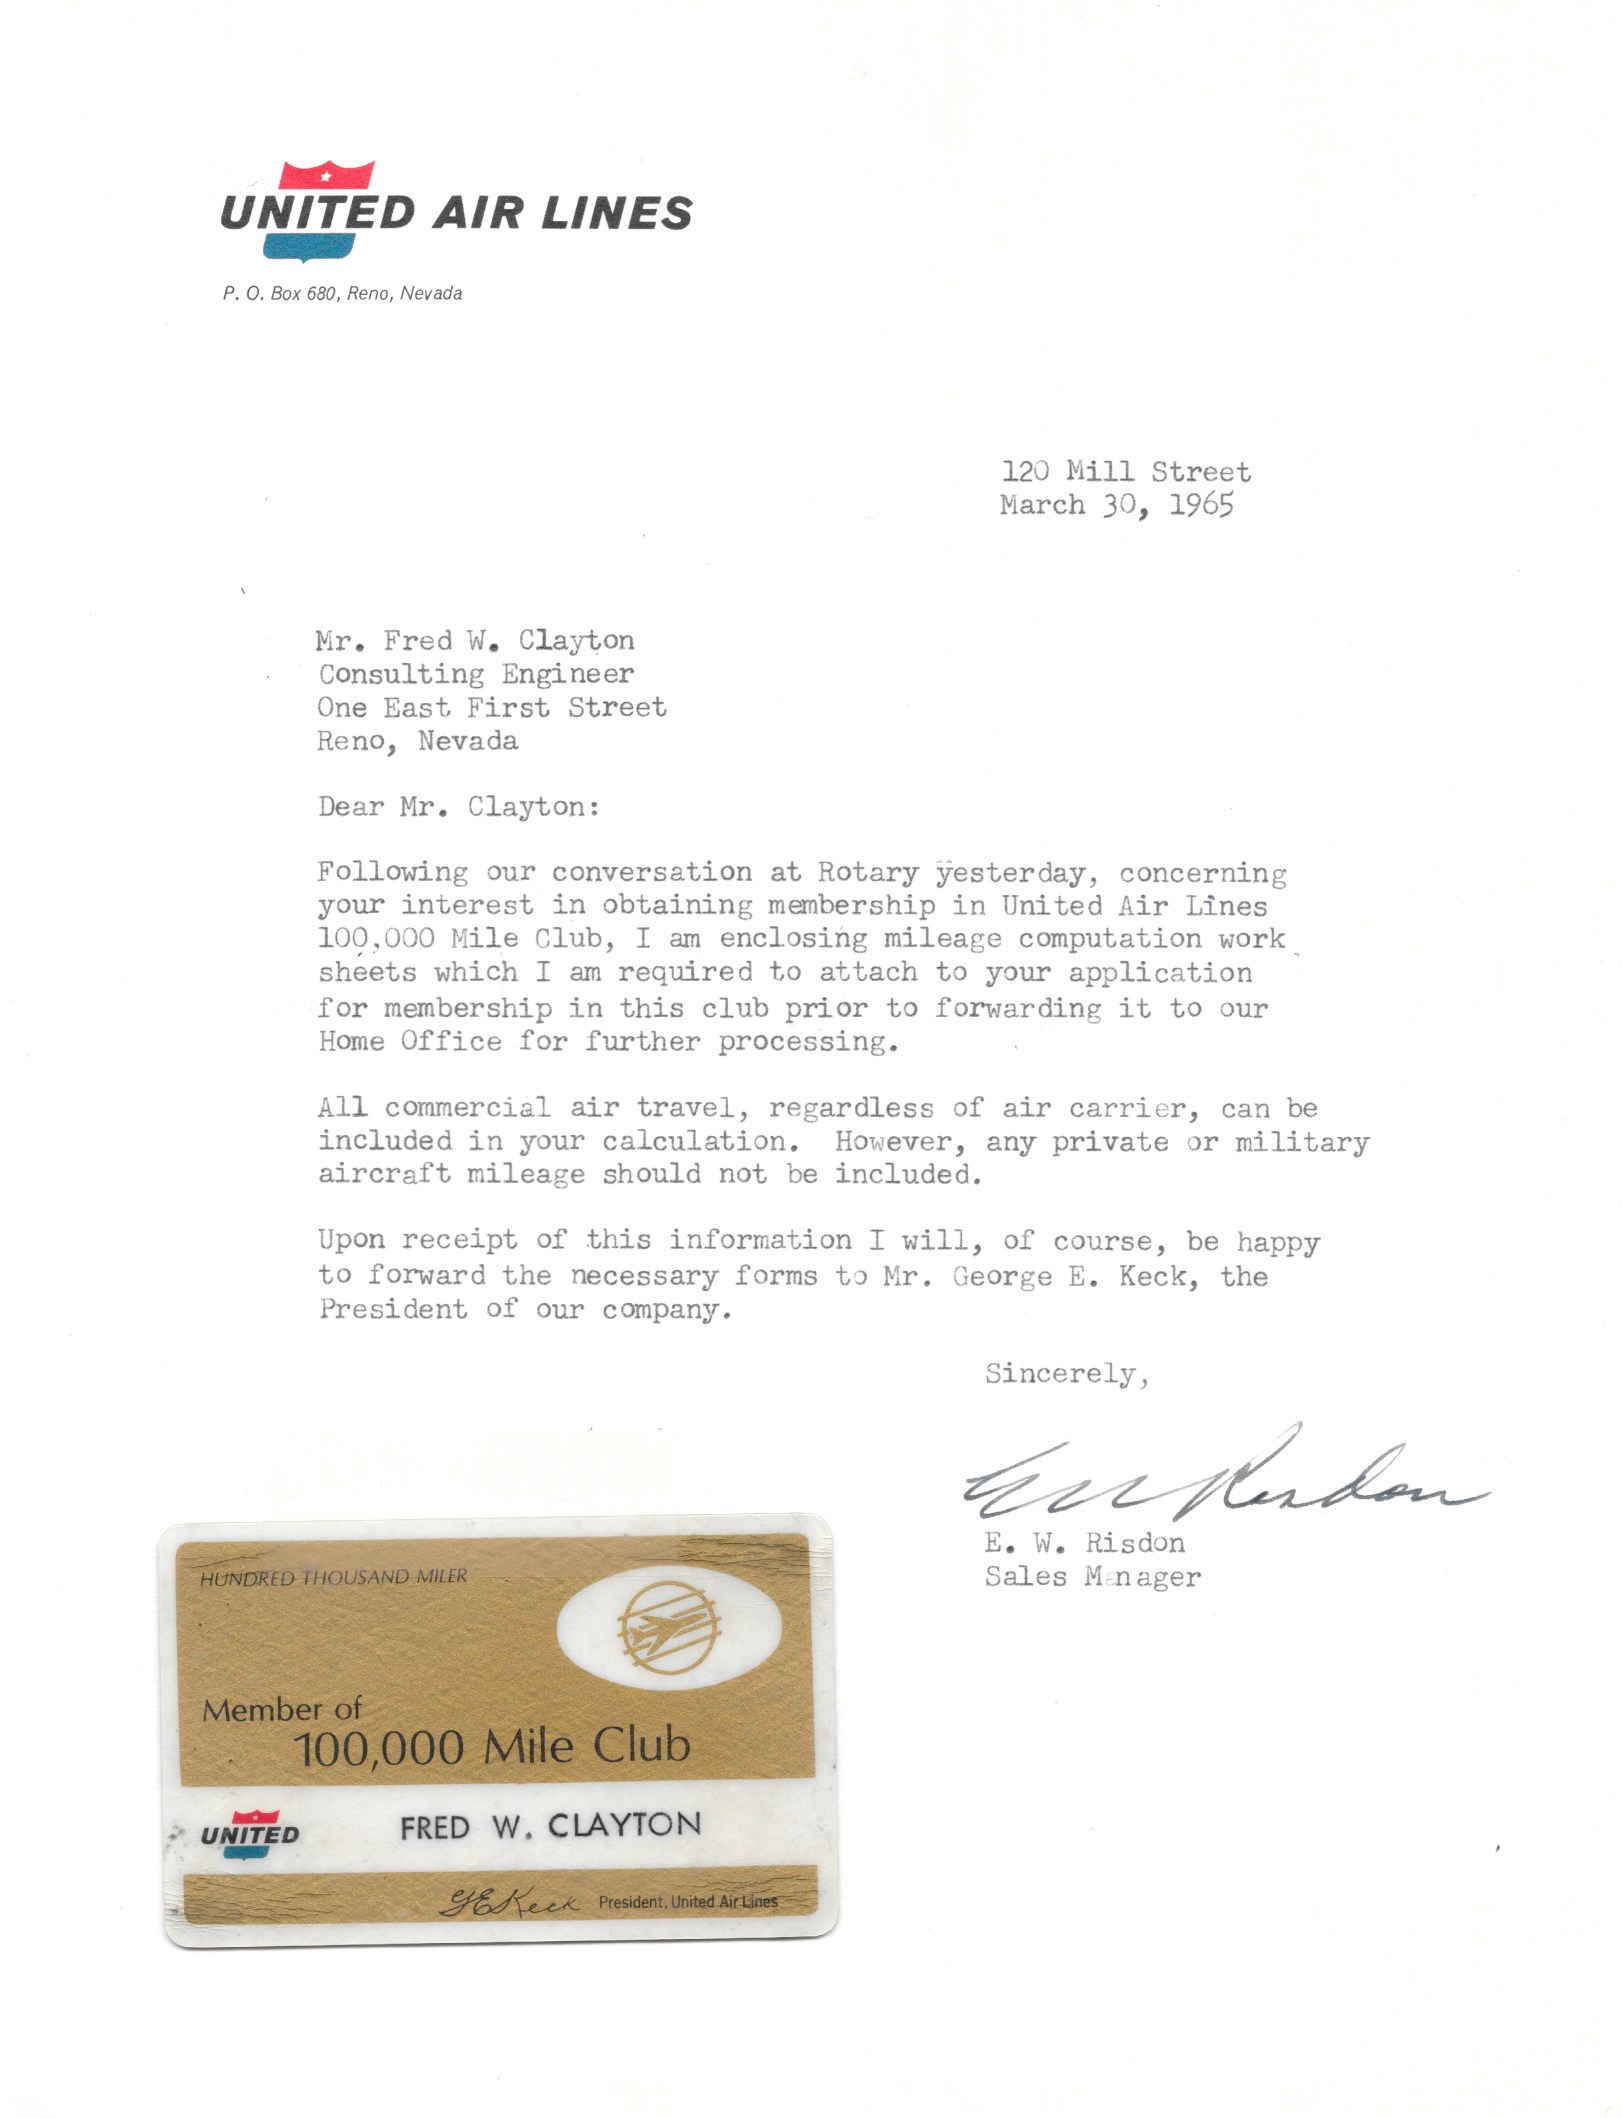 UNITED AIR LINES
P. O. Box 680, Reno, Nevada
120 Mill Street
March 30, 1965
Mr. Fred W. Clayton
Consulting Engineer
One East First Street
Reno, Nevada
Dear Mr. Clayton:
Following our conversation at Rotary yesterday, concerning
your interest in obtaining membership in United Air Lines
100,000 Mile Club, I am enclosing mileage computation work
sheets which I am required to attach to your application
for membership in this club prior to forwarding it to our
Home Office for further processing.
All commercial air travel, regardless of air carrier, can be
included in your calculation.  However, any private or military
aircraft mileage should not be included.
Upon receipt of this information I will, of course, be happy
to forward the necessary forms to Mr. George E. Keck, the
President of our company.
Sincerely,
EW Risdon
E. W. Risdon
Sales Manager
HUNDRED THOUSAND MILER
Member of
100,000 Mile Club
UNITED FRED W. CLAYTON
GE Keck President, United Air Lines